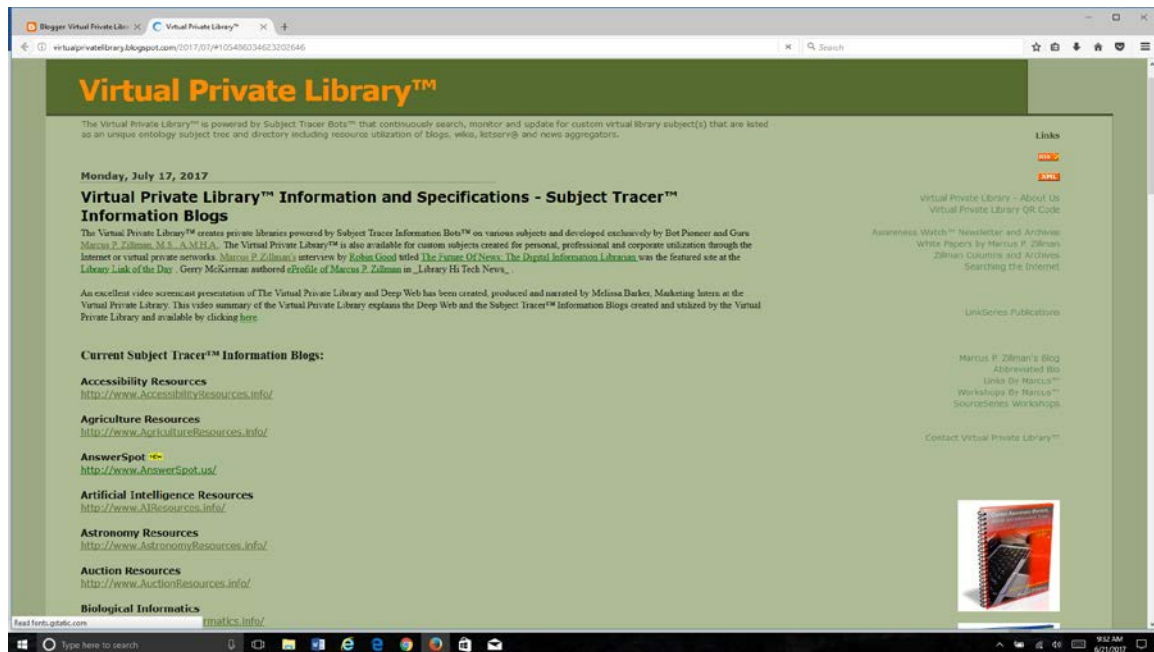 Blogger Virtual Private Libr
Virtual Private Library™
virtualprivatelibrary.blogspot.com/2017/07/#105486034623202646
Search
Virtual Private Library™
The Virtual Private Library™ is powered by Subject Tracer Bots™ that continuously search, monitor and update for custom virtual library subject(s) that are listed
as an unique ontology subject tree and directory including resource utilization of blogs, wikis, listserv® and news aggregators.
Links
RSS
XML
Monday, July 17, 2017
Virtual Private Library™ Information and Specifications - Subject Tracer™
Information Blogs
The Virtual Private Library™ creates private libraries powered by Subject Tracer Information Bots™ on various subjects and developed exclusively by Bot Pioneer and Guru
Marcus P. Zillman, M.S., A.M.H.A.. The Virtual Private Library™ is also available for custom subjects created for personal, professional and corporate utilization through the
Internet or virtual private networks. Marcus P. Zillman's interview by Robin Good titled The Future Of News: The Digital Information Librarian was the featured site at the
Library Link of the Day . Gerry McKiernan authored eProfile of Marcus P. Zillman in _Library Hi Tech News_ .
An excellent video screencast presentation of The Virtual Private Library and Deep Web has been created, produced and narrated by Melissa Barker, Marketing Intern at the
Virtual Private Library. This video summary of the Virtual Private Library explains the Deep Web and the Subject Tracer™ Information Blogs created and utilized by the Virtual
Private Library and available by clicking here.
Current Subject Tracer™ Information Blogs:
Accessibility Resources
http://www.AccessibilityResources.info/
Agriculture Resources
http://www.AgricultureResources.info/
AnswerSpot
http://www.AnswerSpot.us/
Artificial Intelligence Resources
http://www.AIResources.info/
Astronomy Resources
http://www.AstronomyResources.info/
Auction Resources
http://www.AuctionResources.info/
Biological Informatics
rmatics.info/
Virtual Private Library - About Us
Virtual Private Library QR Code
Awareness Watch™ Newsletter and Archives
White Papers by Marcus P. Zillman
Zillman Columns and Archives
Searching the Internet
LinkSeries Publications
Marcus P. Zillman's Blog
Abbreviated Bio
Links By Marcus™
Workshops By Marcus™
SourceSeries Workshops
Contact Virtual Private Library™
Read fonts.gstatic.com
Type here to search
9:32 AM
6/21/2017